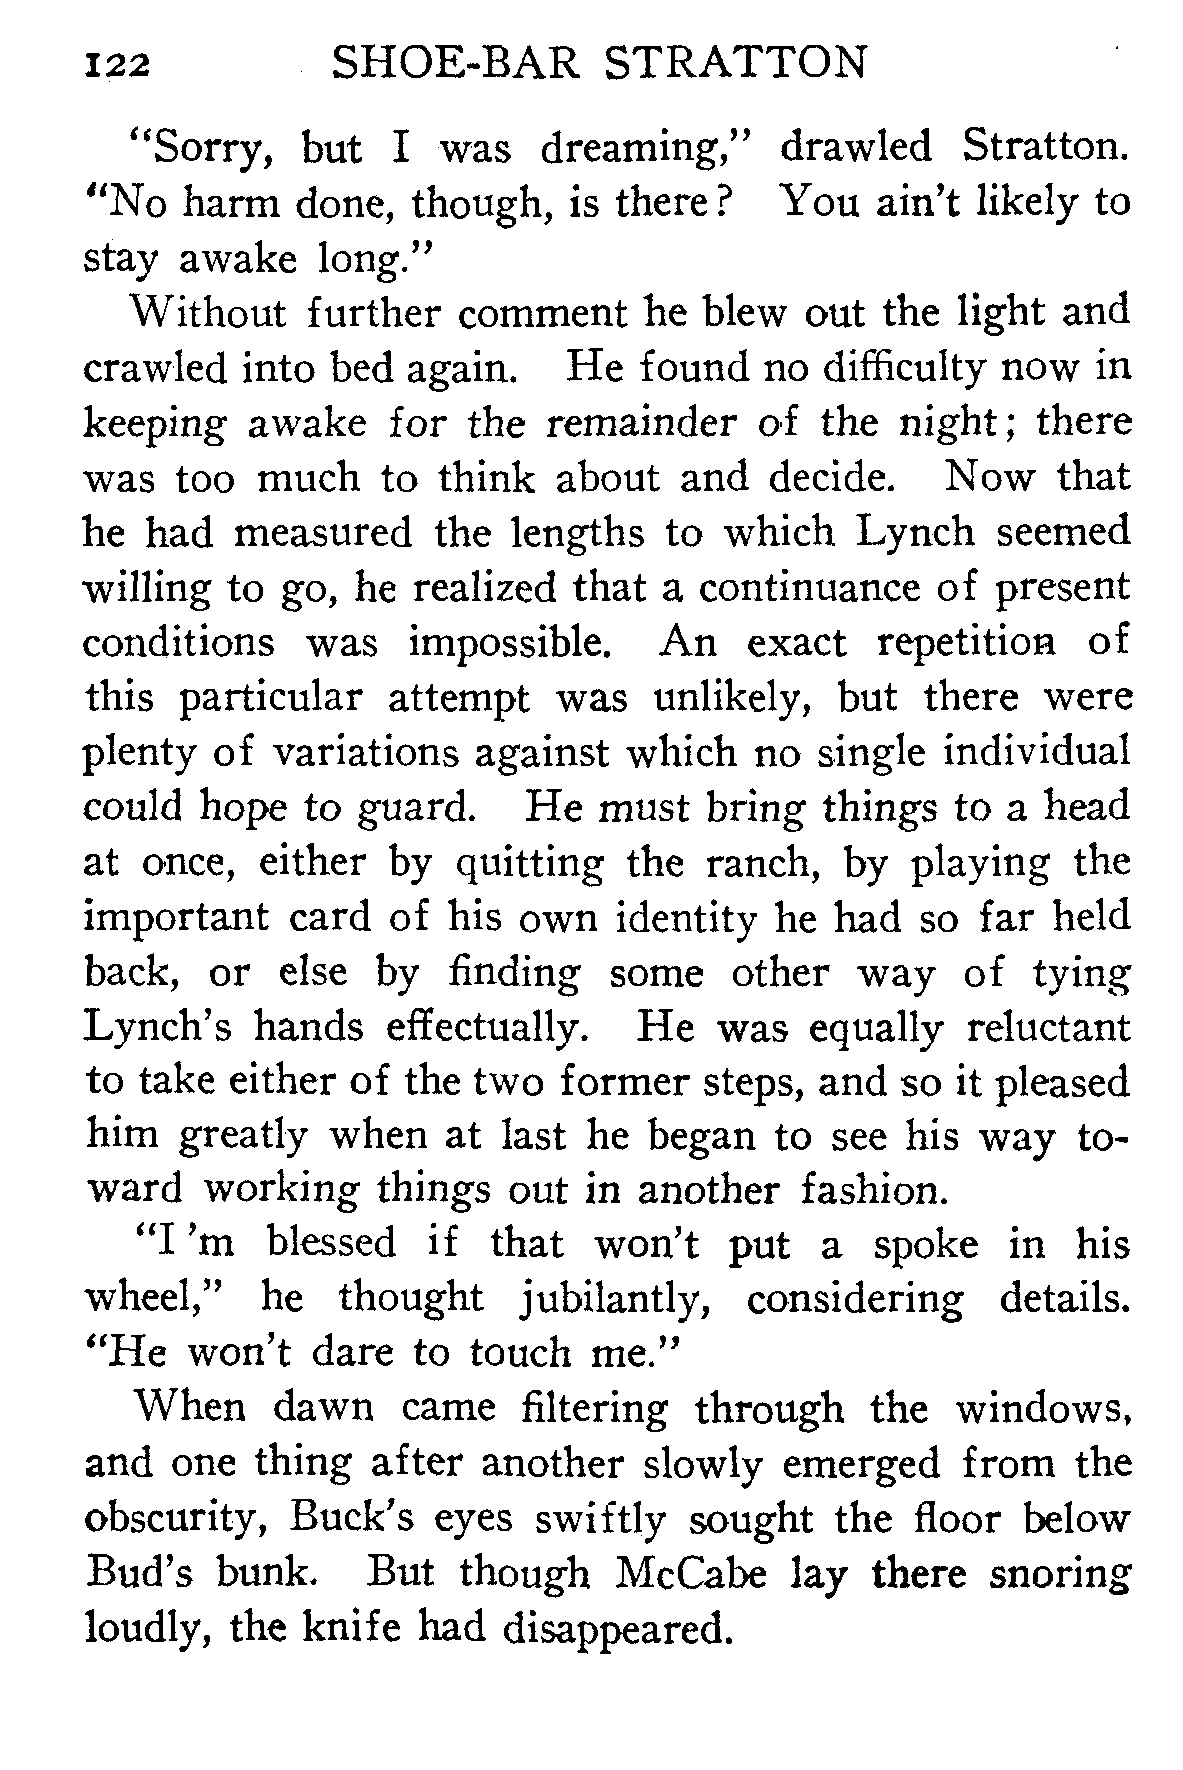 122 SHOE-BAR STRATTON
"Sorry, but I was dreaming," drawled Stratton.
"No harm done, though, is there? You ain't likely to
stay awake long."
Without further comment he blew out the light and
crawled into bed again. He found no difficulty now in
keeping awake for the remainder of the night; there
was too much to think about and decide. Now that
he had measured the lengths to which Lynch seemed
willing to go, he realized that a continuance of present
conditions was impossible. An exact repetition of
this particular attempt was unlikely, but there were
plenty of variations against which no single individual
could hope to guard. He must bring things to a head
at once, either by quitting the ranch, by playing the
important card of his own identity he had so far held
back, or else by finding some other way of tying
Lynch's hands effectually. He was equally reluctant
to take either of the two former steps, and so it pleased
him greatly when at last he began to see his way to-
ward working things out in another fashion.
"I 'm blessed if that won't put a spoke in his
wheel," he thought jubilantly, considering details.
"He won't dare to touch me."
When dawn came filtering through the windows,
and one thing after another slowly emerged from the
obscurity, Buck's eyes swiftly sought the floor below
Bud's bunk. But though McCabe lay there snoring
loudly, the knife had disappeared.